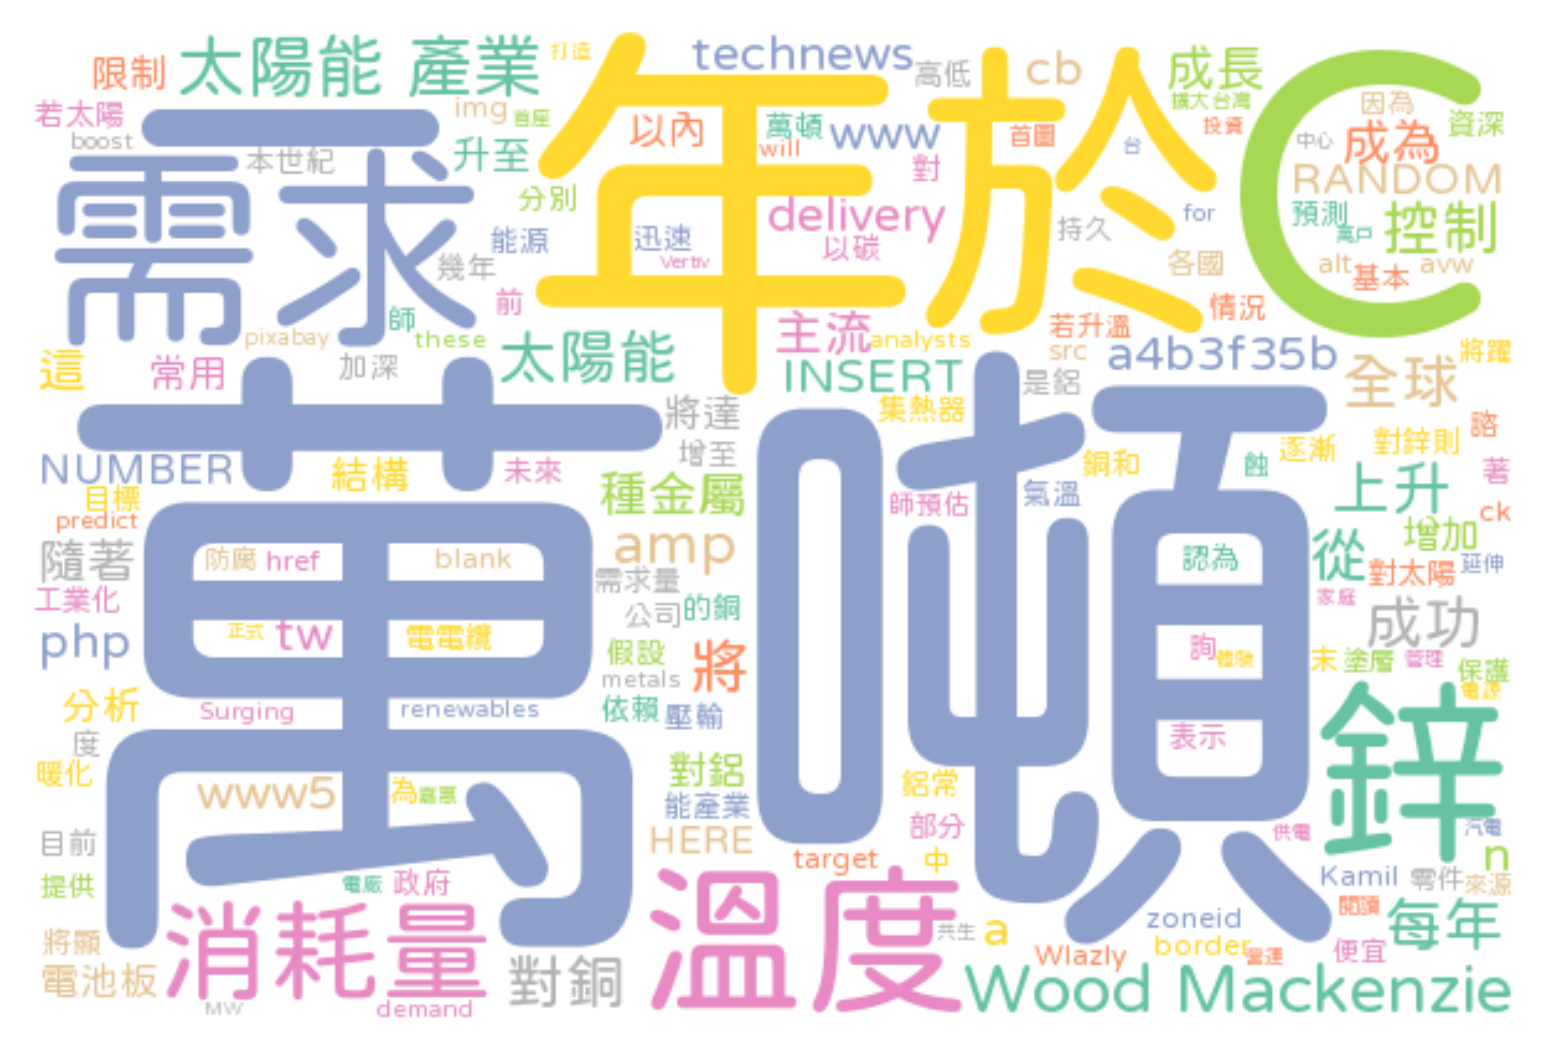 限制
太陽能 產業
打造
technews
高低
cb
成長
擴大台灣
因為
資深
若太陽
img
首座
以內
萬頓
www
首圖
投資
中心
成為
boost
本世紀
升至
will
對
台
RANDOM
需求
年於
C
分別
delivery
持久
for
預測
萬戶
控制
能源
迅速
以碳
幾年
Vertiv
各國
alt
avw
基本
前
情況
師
pixabay
these
主流
analysts
若升溫
這
常用
加深
太陽能
INSERT
src
a4b3f35b
全球
將躍
是鋁
萬噸
將達
集熱器
諮
NUMBER
結構
未來
增至
銅和
蝕
逐漸
對鋅則
著
目標
種金屬
師預估
氣溫
上升
predict
增加
ck
隨著
防腐
href
blank
amp
認為
從
對太陽
延伸
工業化
需求量
公司
的銅
家庭
php
正式
tw
電電纜
成功
假設
將
詢
體驗
末
塗層
管理
保護
metals
電源
分析
Surging
renewables
依賴
壓輸
表示
鋅
度
暖化
www5
為
嘉惠
對鋁
鋁常
能產業
目前
HERE
部分
供電
汽電
target
中
n
提供
電廠
政府
溫度
Kamil
零件
來源
消耗量
閱讀
每年
將顯
共生
a
zoneid
border
Wlazly
營運
便宜
電池板
對銅
Wood Mackenzie
MW
demand